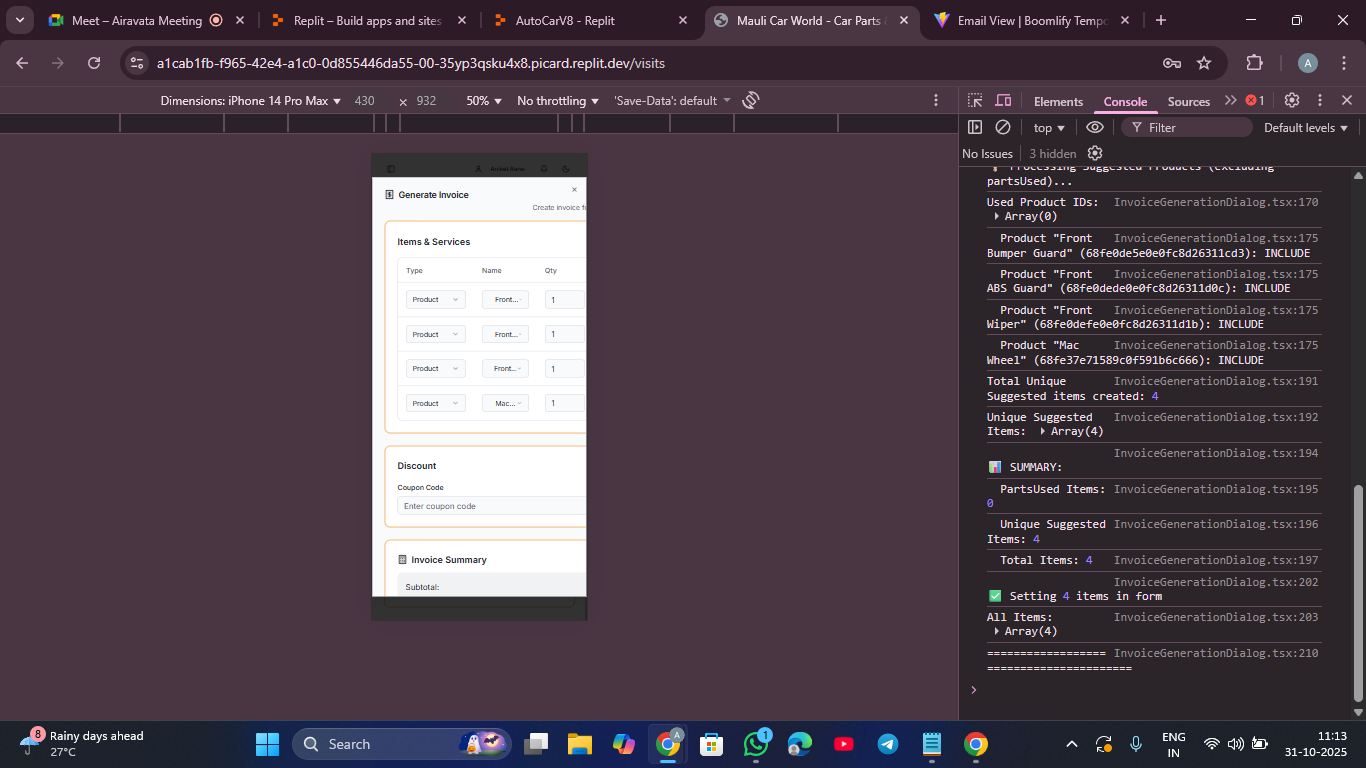 Meet – Airavata Meeting
Replit – Build apps and sites
AutoCarV8 - Replit
Mauli Car World - Car Parts
Email View | Boomlify Tempo
a1cab1fb-f965-42e4-a1c0-0d855446da55-00-35yp3qsku4x8.picard.replit.dev/visits
A
Dimensions: iPhone 14 Pro Max 430 × 932 50% No throttling 'Save-Data': default
Elements Console Sources 1
top Filter Default levels
No Issues 3 hidden
Generate Invoice
Create invoice f
Items & Services
Type Name Qty
Product Front... 1
Product Front... 1
Product Front... 1
Product Mac... 1
Discount
Coupon Code
Enter coupon code
Invoice Summary
Subtotal:
Processing Suggested Products (excluding
partsUsed)...
Used Product IDs: InvoiceGenerationDialog.tsx:170
Array(0)
Product "Front InvoiceGenerationDialog.tsx:175
Bumper Guard" (68fe0de5e0e0fc8d26311cd3): INCLUDE
Product "Front InvoiceGenerationDialog.tsx:175
ABS Guard" (68fe0dede0e0fc8d26311d0c): INCLUDE
Product "Front InvoiceGenerationDialog.tsx:175
Wiper" (68fe0defe0e0fc8d26311d1b): INCLUDE
Product "Mac InvoiceGenerationDialog.tsx:175
Wheel" (68fe37e71589c0f591b6c666): INCLUDE
Total Unique InvoiceGenerationDialog.tsx:191
Suggested items created: 4
Unique Suggested InvoiceGenerationDialog.tsx:192
Items: Array(4)
InvoiceGenerationDialog.tsx:194
SUMMARY:
PartsUsed Items: InvoiceGenerationDialog.tsx:195
0
Unique Suggested InvoiceGenerationDialog.tsx:196
Items: 4
Total Items: 4 InvoiceGenerationDialog.tsx:197
InvoiceGenerationDialog.tsx:202
Setting 4 items in form
All Items: InvoiceGenerationDialog.tsx:203
Array(4)
================== InvoiceGenerationDialog.tsx:210
======================
8
Rainy days ahead
27°C
Search
A
1
ENG
IN
11:13
31-10-2025